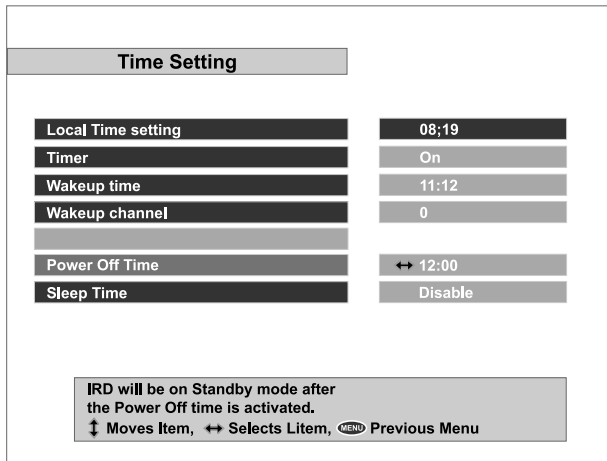 Time Setting
Local Time setting 08;19
Timer On
Wakeup time 11:12
Wakeup channel 0
Power Off Time ↔ 12:00
Sleep Time Disable
IRD will be on Standby mode after
the Power Off time is activated.
↕ Moves Item, ↔ Selects Litem, MENU Previous Menu